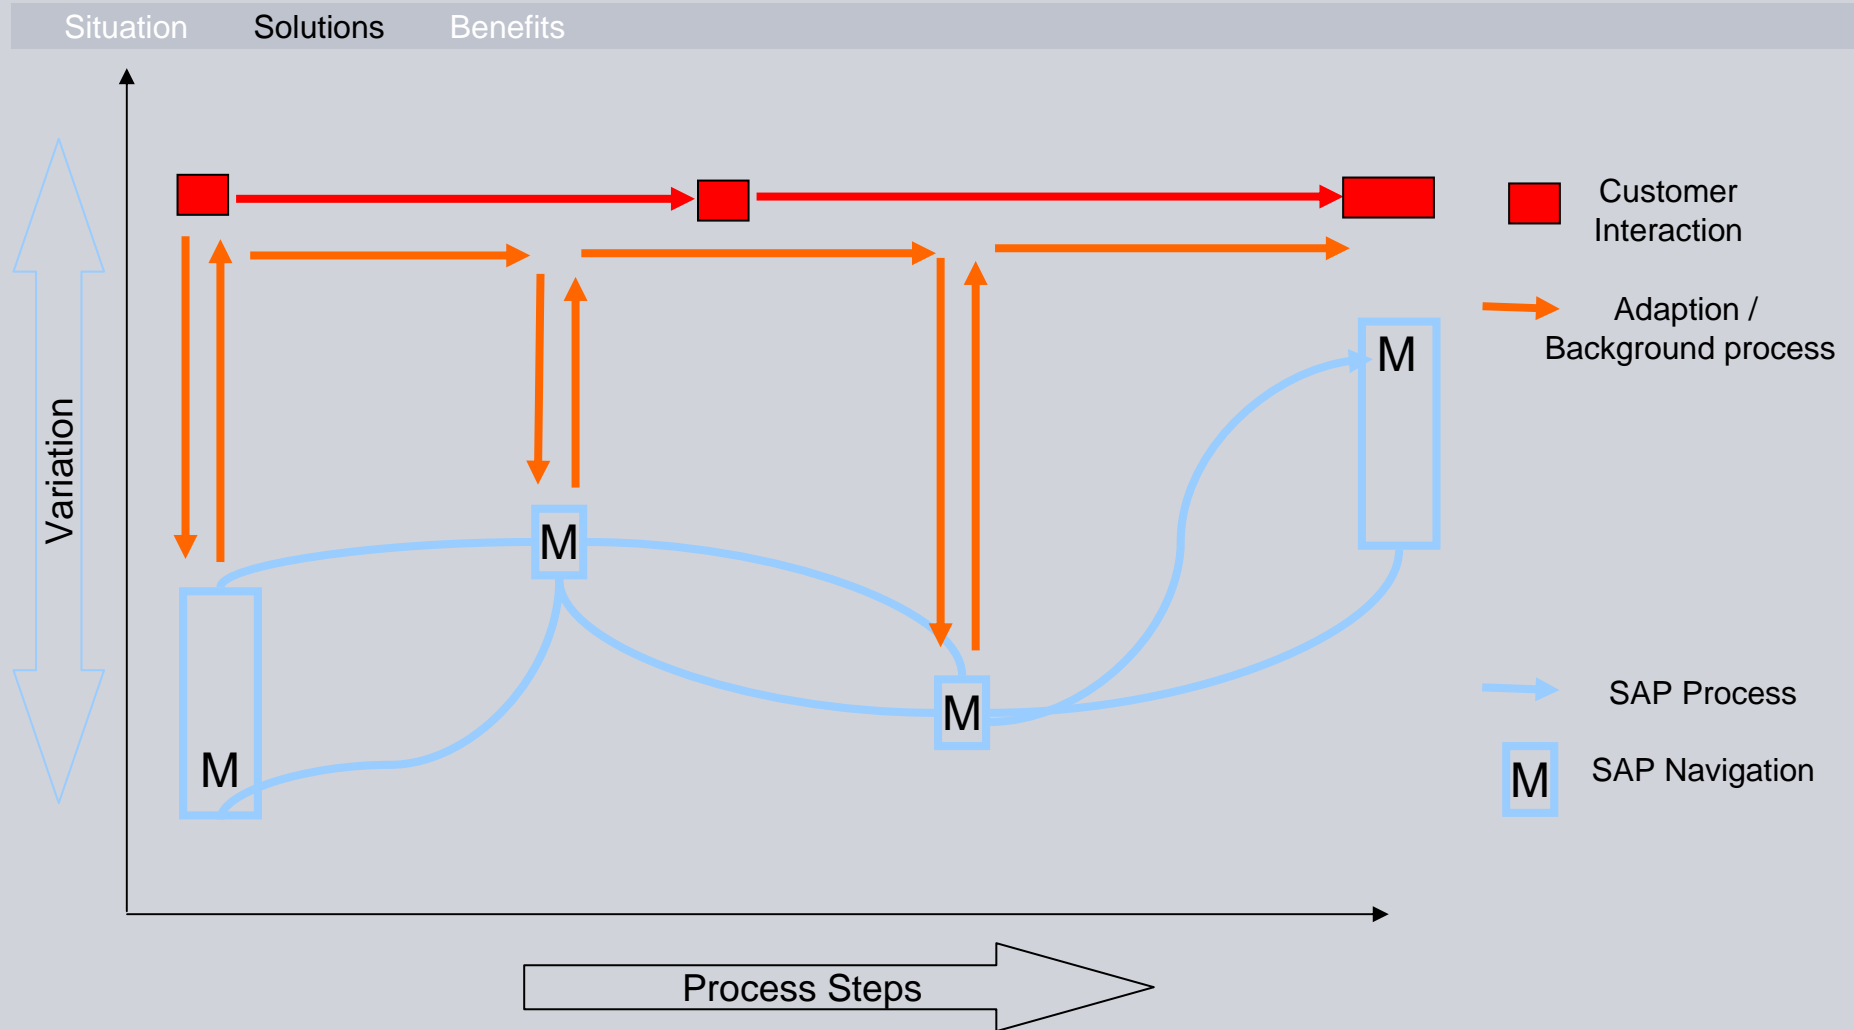 Situation Solutions Benefits
Customer
Interaction
Adaption /
Background process
M
Variation
M
M
M
SAP Process
SAP Navigation
M
Process Steps